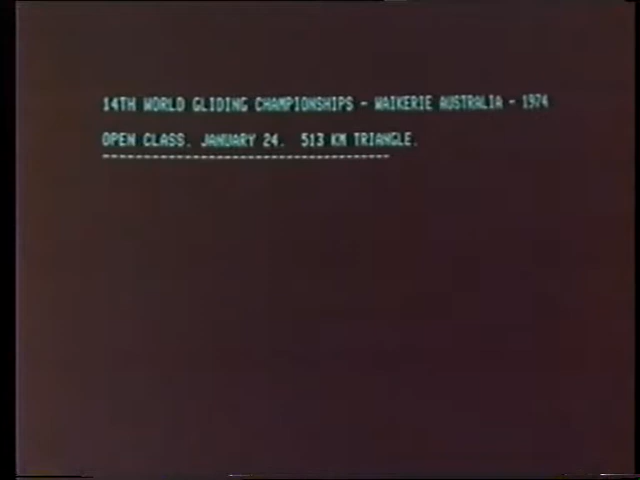 14TH WORLD GLIDING CHAMPIONSHIPS - WAIKERIE AUSTRALIA - 1974
OPEN CLASS. JANUARY 24. 513 KM TRIANGLE.
----------------------------------------